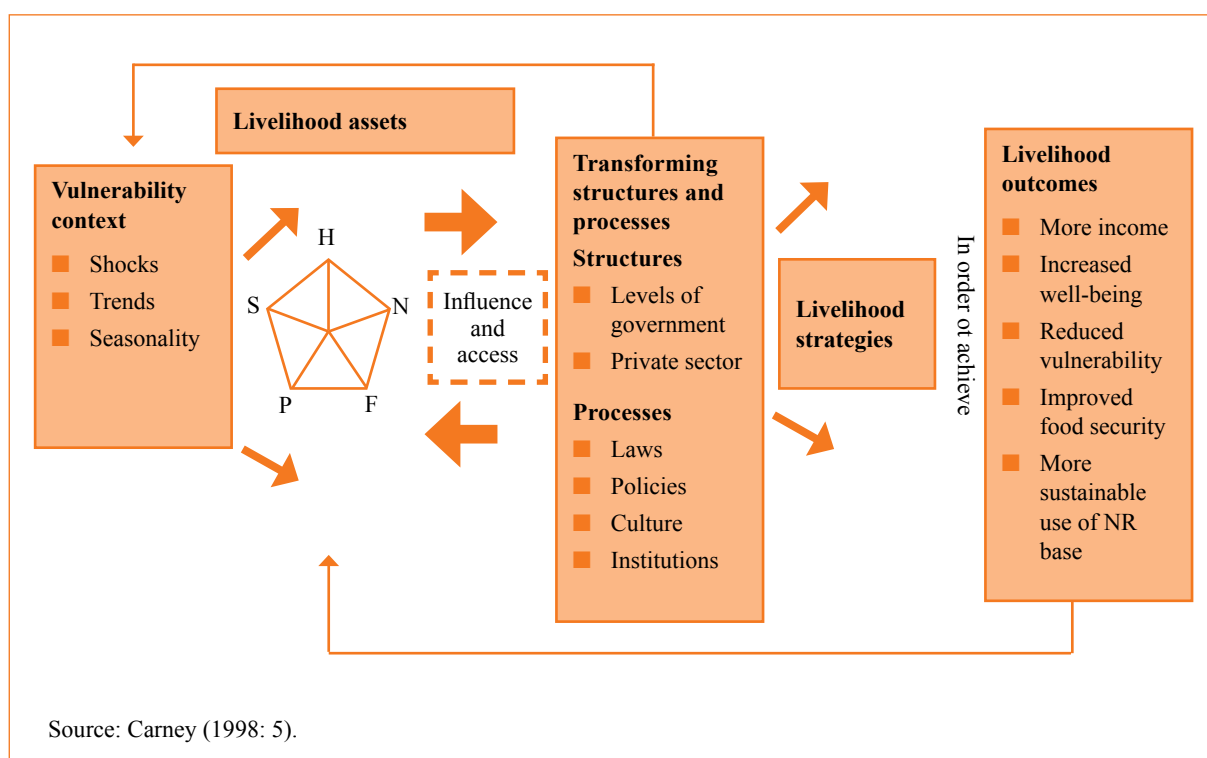 Livelihood assets
Vulnerability
context
Shocks
Trends
Seasonality
H
S
N
P
F
Influence
and
access
Transforming
structures and
processes
Structures
Levels of
government
Private sector
Processes
Laws
Policies
Culture
Institutions
Livelihood
strategies
In order ot achieve
Livelihood
outcomes
More income
Increased
well-being
Reduced
vulnerability
Improved
food security
More
sustainable
use of NR
base
Source: Carney (1998: 5).